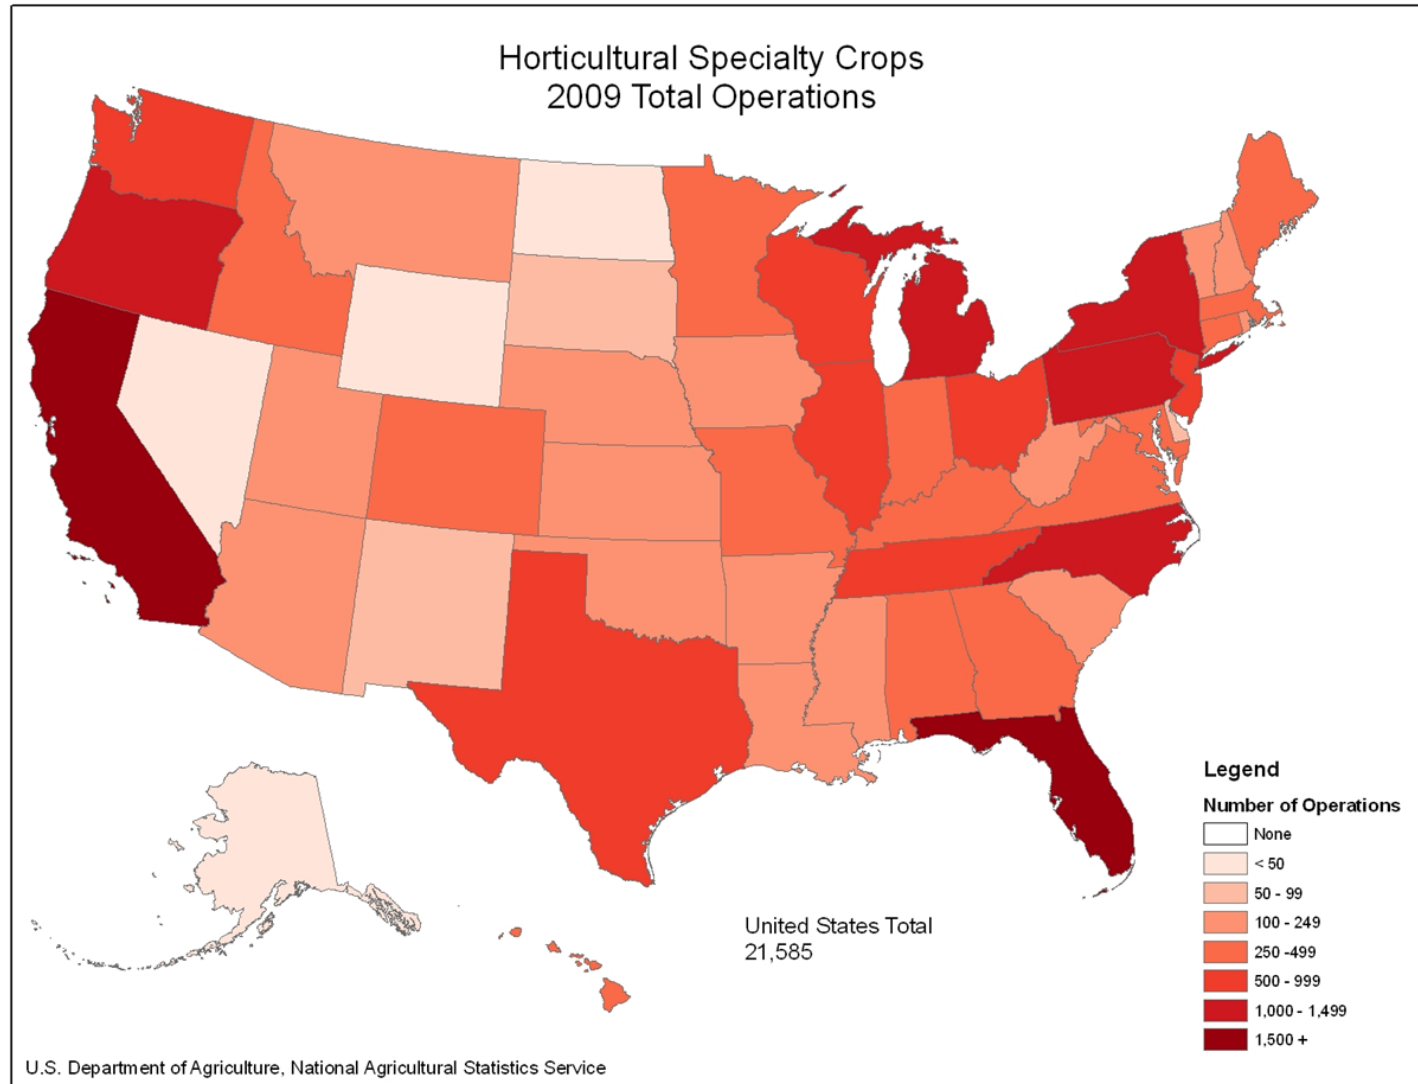 Horticultural Specialty Crops
2009 Total Operations
Legend
Number of Operations
None
< 50
50 - 99
100 - 249
250 -499
500 - 999
1,000 - 1,499
1,500 +
United States Total
21,585
U.S. Department of Agriculture, National Agricultural Statistics Service